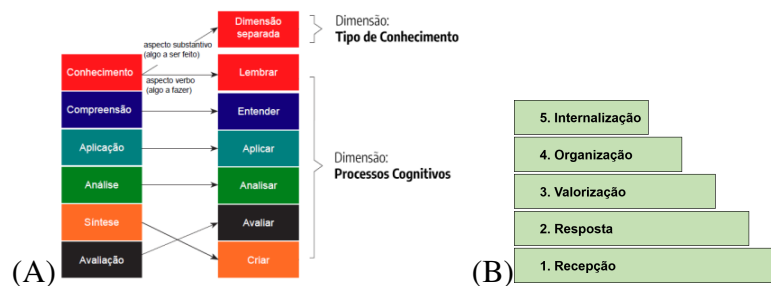 Dimensão
separada
Dimensão:
Tipo de Conhecimento
aspecto substantivo
(algo a ser feito)
Conhecimento
aspecto verbo
(algo a fazer)
Lembrar
Compreensão
Entender
Aplicação
Aplicar
Análise
Analisar
Síntese
Avaliar
Avaliação
Criar
Dimensão:
Processos Cognitivos
(A)
5. Internalização
4. Organização
3. Valorização
2. Resposta
1. Recepção
(B)